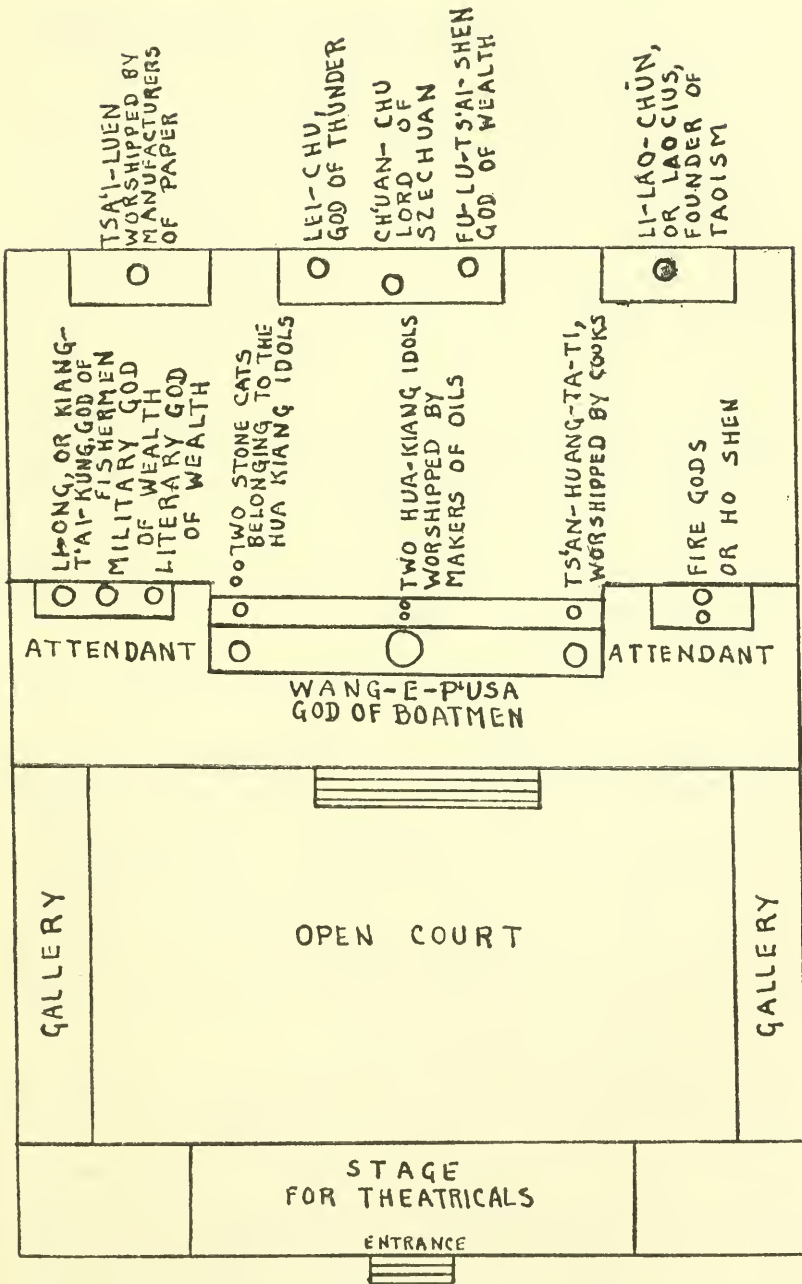 TSA'I-LUEN
WORSHIPPED BY
MANUFACTURERS
OF PAPER
LEI-CHU,
GOD OF THUNDER
CH'UAN-CHU
LORD OF
SZECHUAN
FU-LU-TS'AI-SHEN
GOD OF WEALTH
LI-LAO-CHÜN,
OR LAOCIUS,
FOUNDER OF
TAOISM
OR KIANG-
T'AI-KUNG, GOD OF
FISHERMEN
MILITARY GOD
OF WEALTH
LITERARY GOD
OF WEALTH
TWO STONE CATS
BELONGING TO THE
HUA KIANG IDOLS
TWO HUA-KIANG IDOLS
WORSHIPPED BY
MAKERS OF OILS
TS'AN-HUANG-TA-TI,
WORSHIPPED BY COOKS
FIRE GODS
OR HO SHEN
ATTENDANT
ATTENDANT
WANG-E-P'USA
GOD OF BOATMEN
GALLERY
OPEN COURT
GALLERY
STAGE
FOR THEATRICALS
ENTRANCE